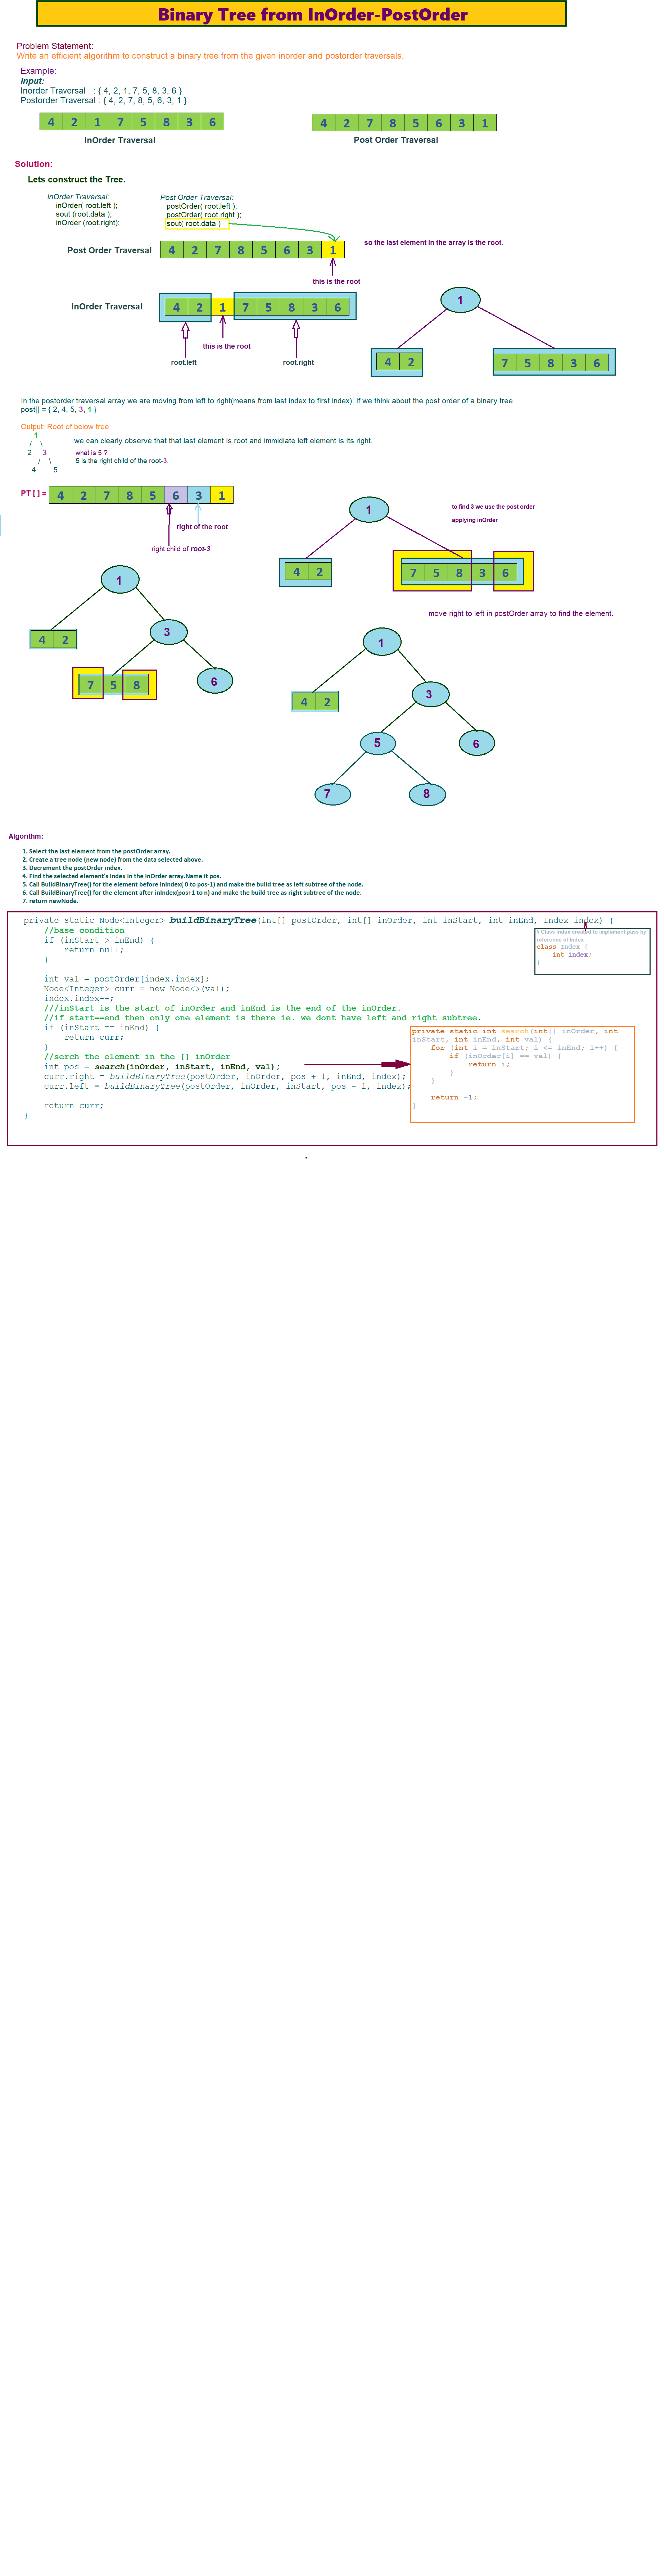 Binary Tree from InOrder-PostOrder
Problem Statement:
Write an efficient algorithm to construct a binary tree from the given inorder and postorder traversals.
Example:
Input:
Inorder Traversal : { 4, 2, 1, 7, 5, 8, 3, 6 }
Postorder Traversal : { 4, 2, 7, 8, 5, 6, 3, 1 }
4 2 1 7 5 8 3 6
InOrder Traversal
4 2 7 8 5 6 3 1
Post Order Traversal
Solution:
Lets construct the Tree.
InOrder Traversal:
inOrder( root.left );
sout (root.data );
inOrder (root.right);
Post Order Traversal:
postOrder( root.left );
postOrder( root.right );
sout( root.data )
Post Order Traversal
4 2 7 8 5 6 3 1
so the last element in the array is the root.
this is the root
InOrder Traversal
4 2 1 7 5 8 3 6
this is the root
root.left
root.right
1
4 2
7 5 8 3 6
In the postorder traversal array we are moving from left to right(means from last index to first index). if we think about the post order of a binary tree
post[] = { 2, 4, 5, 3, 1 }
Output: Root of below tree
1
/ \
2 3
/ \
4 5
we can clearly observe that that last element is root and immidiate left element is its right.
what is 5 ?
5 is the right child of the root-3.
PT [ ] =
4 2 7 8 5 6 3 1
right of the root
right child of root-3
1
4 2
7 5 8 3 6
to find 3 we use the post order
applying inOrder
1
4 2
3
7 5 8
6
move right to left in postOrder array to find the element.
1
4 2
3
5
6
7
8
Algorithm:
1. Select the last element from the postOrder array.
2. Create a tree node (new node) from the data selected above.
3. Decrement the postOrder index.
4. Find the selected element's index in the InOrder array.Name it pos.
5. Call BuildBinaryTree() for the element before inIndex( 0 to pos-1) and make the build tree as left subtree of the node.
6. Call BuildBinaryTree() for the element after inIndex(pos+1 to n) and make the build tree as right subtree of the node.
7. return newNode.
private static Node<Integer> buildBinaryTree(int[] postOrder, int[] inOrder, int inStart, int inEnd, Index index) {
//base condition
if (inStart > inEnd) {
return null;
}
int val = postOrder[index.index];
Node<Integer> curr = new Node<>(val);
index.index--;
///inStart is the start of inOrder and inEnd is the end of the inOrder.
//if start==end then only one element is there ie. we dont have left and right subtree.
if (inStart == inEnd) {
return curr;
}
//serch the element in the [] inOrder
int pos = search(inOrder, inStart, inEnd, val);
curr.right = buildBinaryTree(postOrder, inOrder, pos + 1, inEnd, index);
curr.left = buildBinaryTree(postOrder, inOrder, inStart, pos - 1, index);
return curr;
}
// Class Index created to implement pass by
reference of Index
class Index {
int index;
}
private static int search(int[] inOrder, int
inStart, int inEnd, int val) {
for (int i = inStart; i <= inEnd; i++) {
if (inOrder[i] == val) {
return i;
}
}
return -1;
}